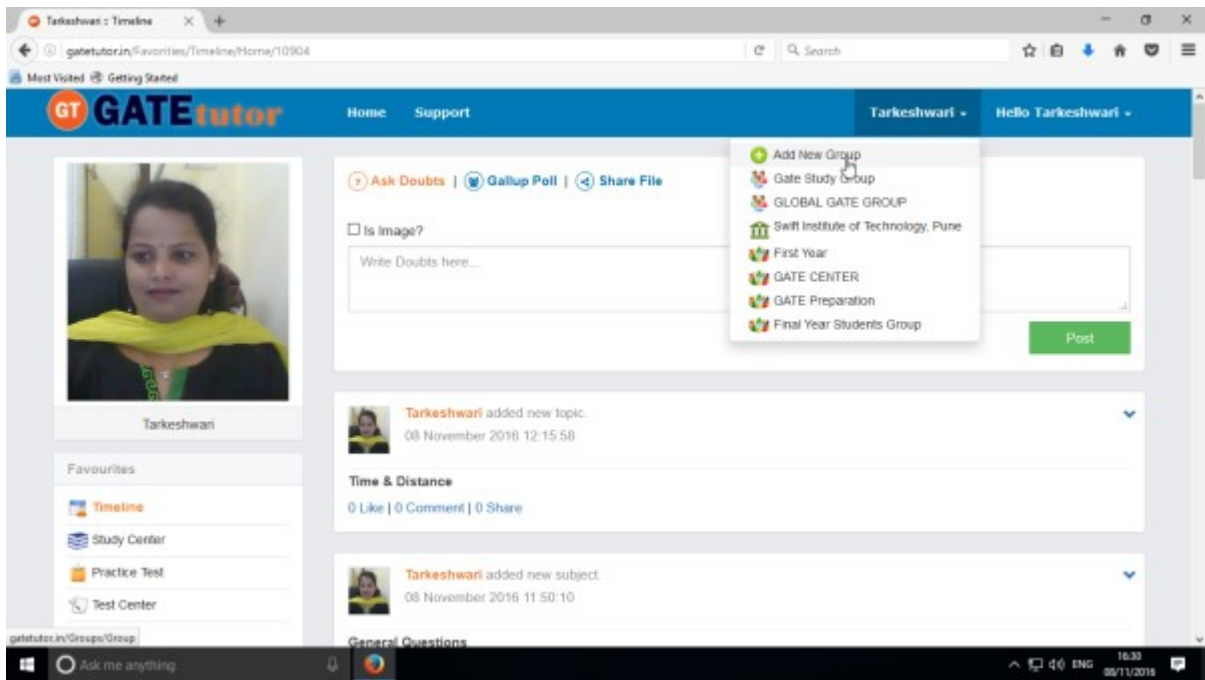 Tarkeshwari :: Timeline
gatetutor.in/Favorities/Timeline/Home/10904
Search
Most Visited Getting Started
GT GATEtutor Home Support Tarkeshwari Hello Tarkeshwari
Add New Group
Gate Study Group
GLOBAL GATE GROUP
Swift Institute of Technology, Pune
First Year
GATE CENTER
GATE Preparation
Final Year Students Group
? Ask Doubts | Gallup Poll | Share File
Is Image?
Write Doubts here...
Post
Tarkeshwari
Favourites
Timeline
Study Center
Practice Test
Test Center
Tarkeshwari added new topic.
08 November 2016 12:15:58
Time & Distance
0 Like | 0 Comment | 0 Share
Tarkeshwari added new subject.
08 November 2016 11:50:10
General Questions
gatetutor.in/Groups/Group
Ask me anything
ENG
16:30
08/11/2016